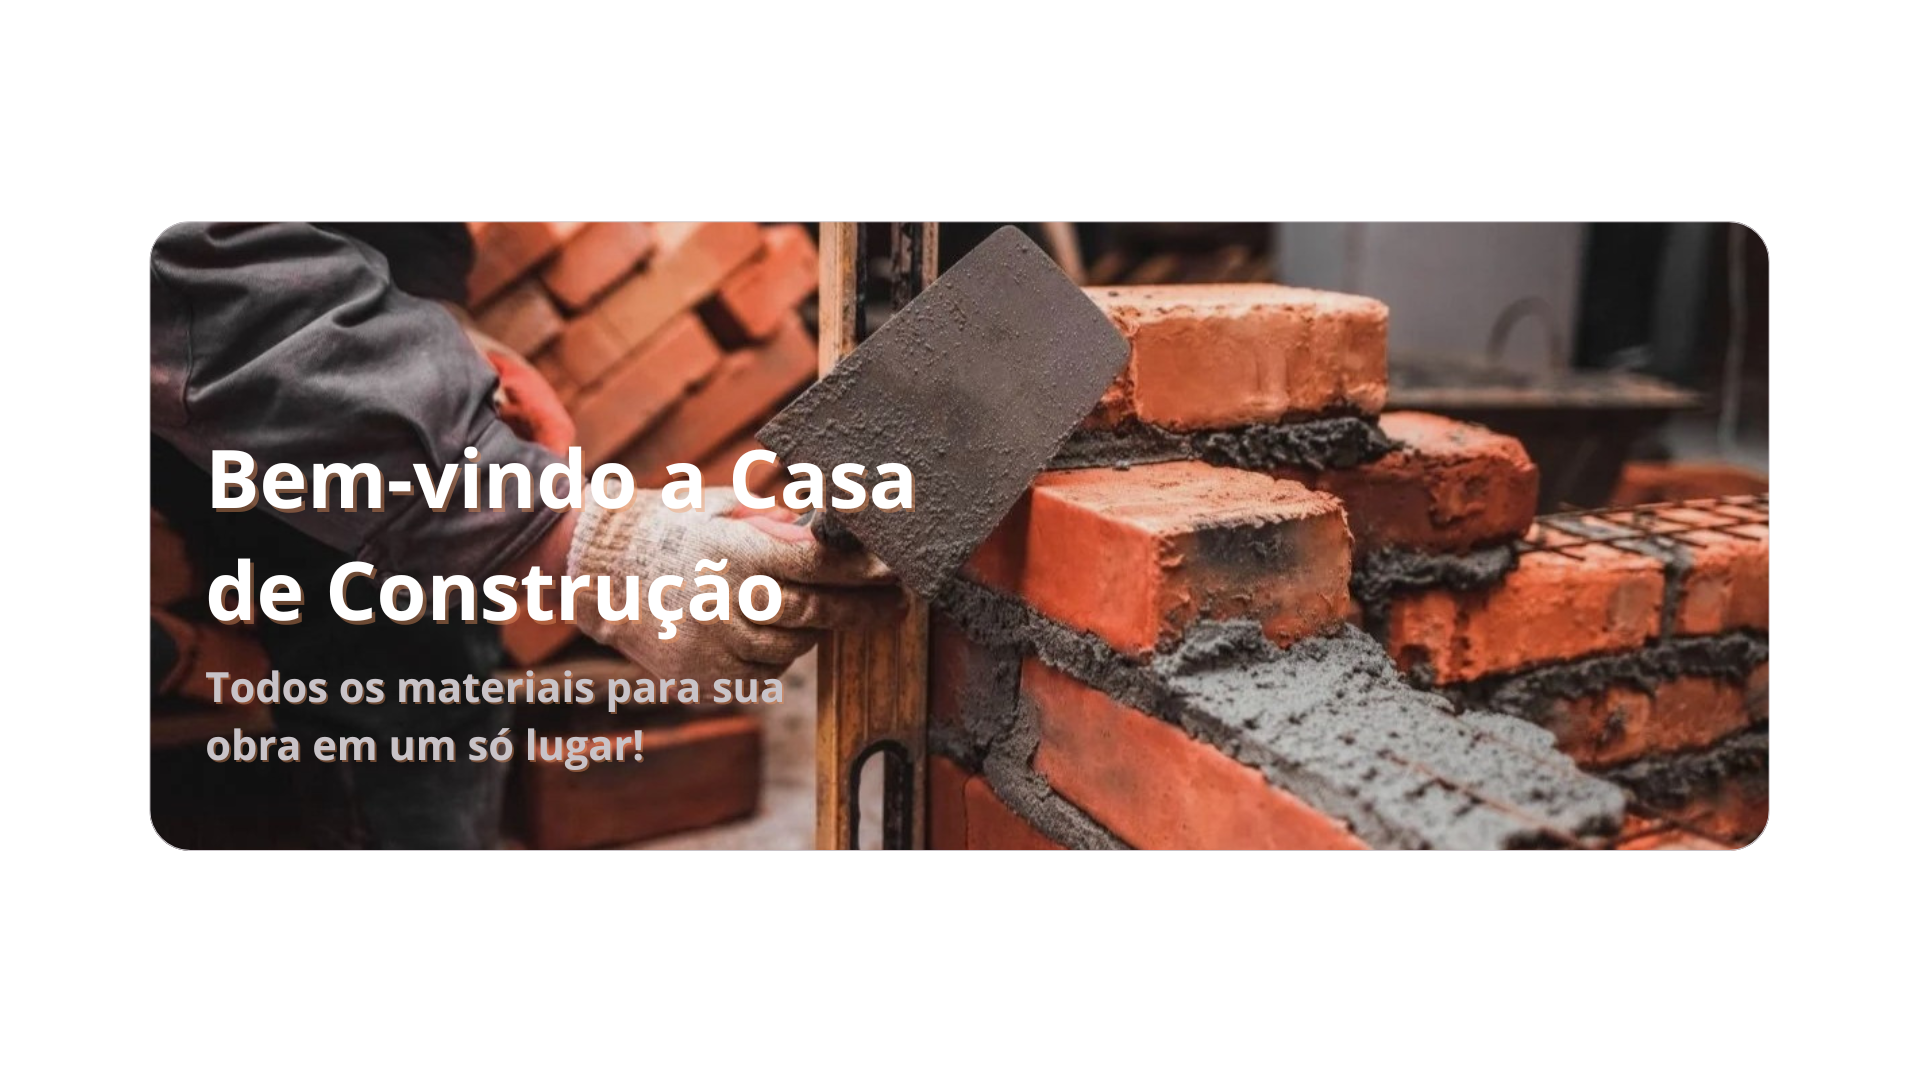 Bem-vindo a Casa
de Construção
Todos os materiais para sua
obra em um só lugar!